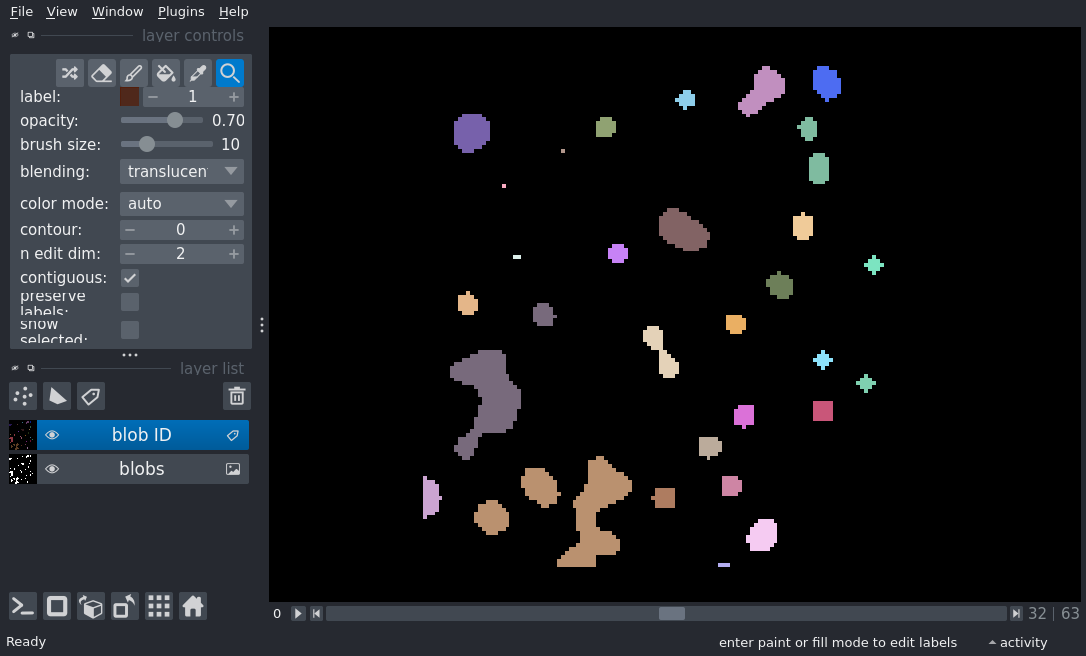 File View Window Plugins Help
layer controls
label: 1
opacity: 0.70
brush size: 10
blending: translucen
color mode: auto
contour: 0
n edit dim: 2
contiguous:
preserve
labels:
show
selected:
layer list
blob ID
blobs
0 32 | 63
Ready enter paint or fill mode to edit labels activity